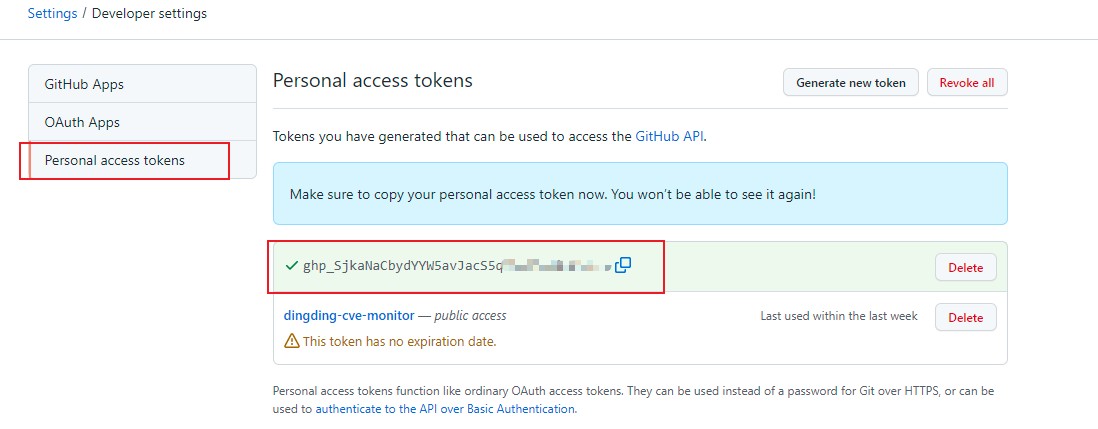 Settings / Developer settings
GitHub Apps
OAuth Apps
Personal access tokens
Personal access tokens
Generate new token
Revoke all
Tokens you have generated that can be used to access the GitHub API.
Make sure to copy your personal access token now. You won't be able to see it again!
ghp_SjkaNaCbydYYW5avJacS5q
Delete
dingding-cve-monitor — public access
Last used within the last week
Delete
This token has no expiration date.
Personal access tokens function like ordinary OAuth access tokens. They can be used instead of a password for Git over HTTPS, or can be
used to authenticate to the API over Basic Authentication.